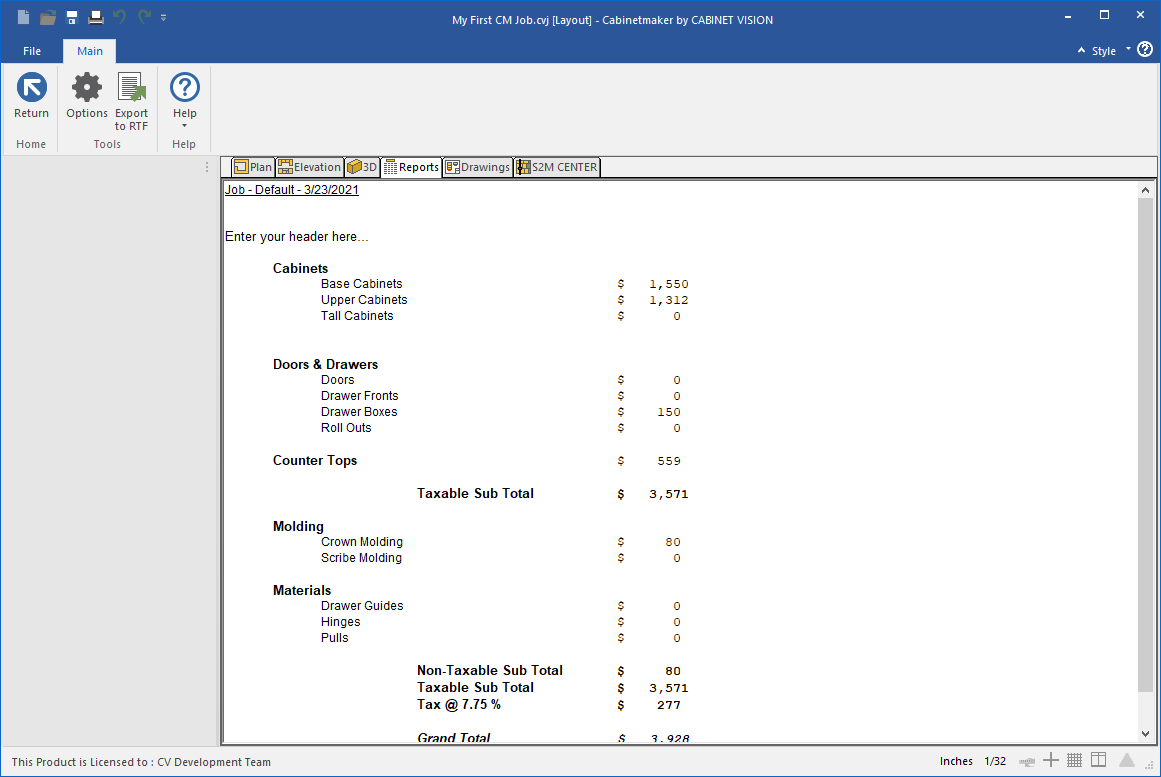 My First CM Job.cvj [Layout] - Cabinetmaker by CABINET VISION
File Main Style
Return Options Export to RTF Help
Home Tools Help
Plan Elevation 3D Reports Drawings S2M CENTER
Job - Default - 3/23/2021
Enter your header here...
Cabinets
Base Cabinets $ 1,550
Upper Cabinets $ 1,312
Tall Cabinets $ 0
Doors & Drawers
Doors $ 0
Drawer Fronts $ 0
Drawer Boxes $ 150
Roll Outs $ 0
Counter Tops $ 559
Taxable Sub Total $ 3,571
Molding
Crown Molding $ 80
Scribe Molding $ 0
Materials
Drawer Guides $ 0
Hinges $ 0
Pulls $ 0
Non-Taxable Sub Total $ 80
Taxable Sub Total $ 3,571
Tax @ 7.75 % $ 277
Grand Total $ 3,928
This Product is Licensed to : CV Development Team Inches 1/32